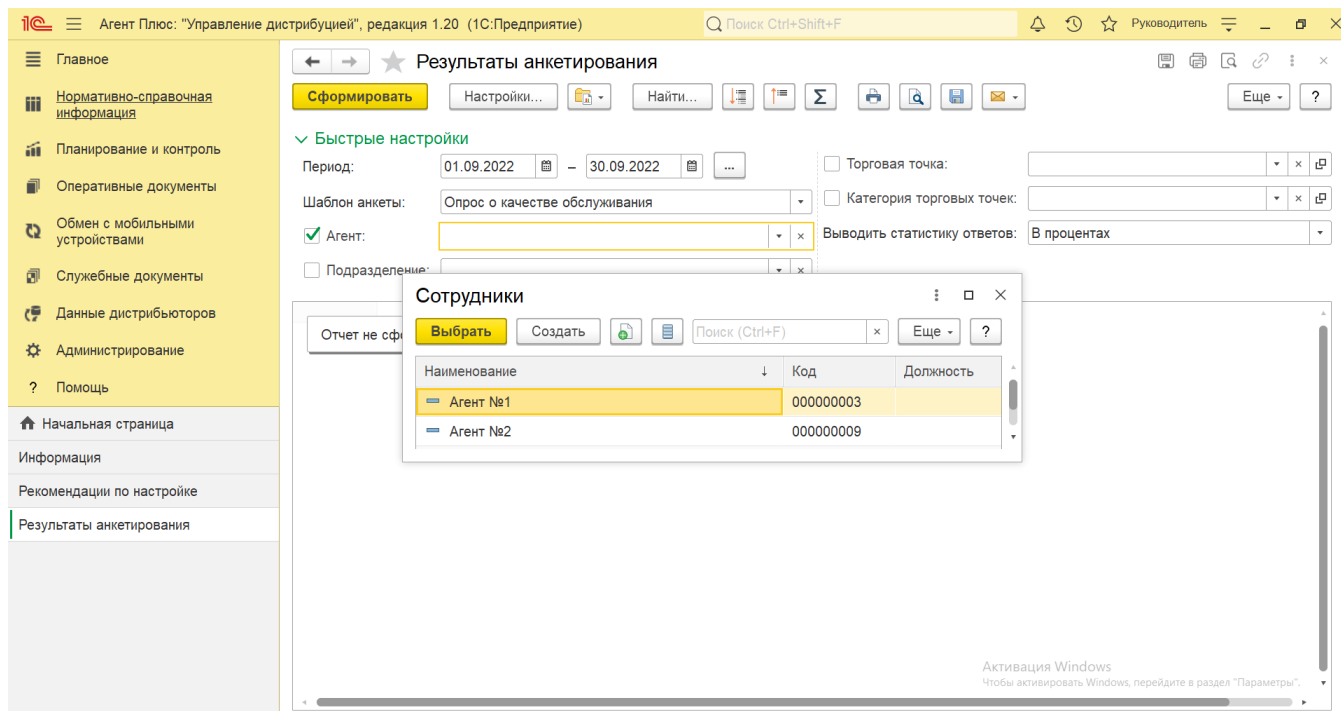 Агент Плюс: "Управление дистрибуцией", редакция 1.20 (1С:Предприятие)
Поиск Ctrl+Shift+F
Руководитель
Главное
Нормативно-справочная
информация
Планирование и контроль
Оперативные документы
Обмен с мобильными
устройствами
Служебные документы
Данные дистрибьюторов
Администрирование
? Помощь
Начальная страница
Информация
Рекомендации по настройке
Результаты анкетирования
Результаты анкетирования
Сформировать Настройки... Найти... Σ Еще ?
Быстрые настройки
Период: 01.09.2022 – 30.09.2022 ... Торговая точка:
Шаблон анкеты: Опрос о качестве обслуживания Категория торговых точек:
Агент: Выводить статистику ответов: В процентах
Подразделение:
Отчет не сф
Сотрудники
Выбрать Создать Поиск (Ctrl+F) Еще ?
Наименование ↓ Код Должность
Агент №1 000000003
Агент №2 000000009
Активация Windows
Чтобы активировать Windows, перейдите в раздел "Параметры".